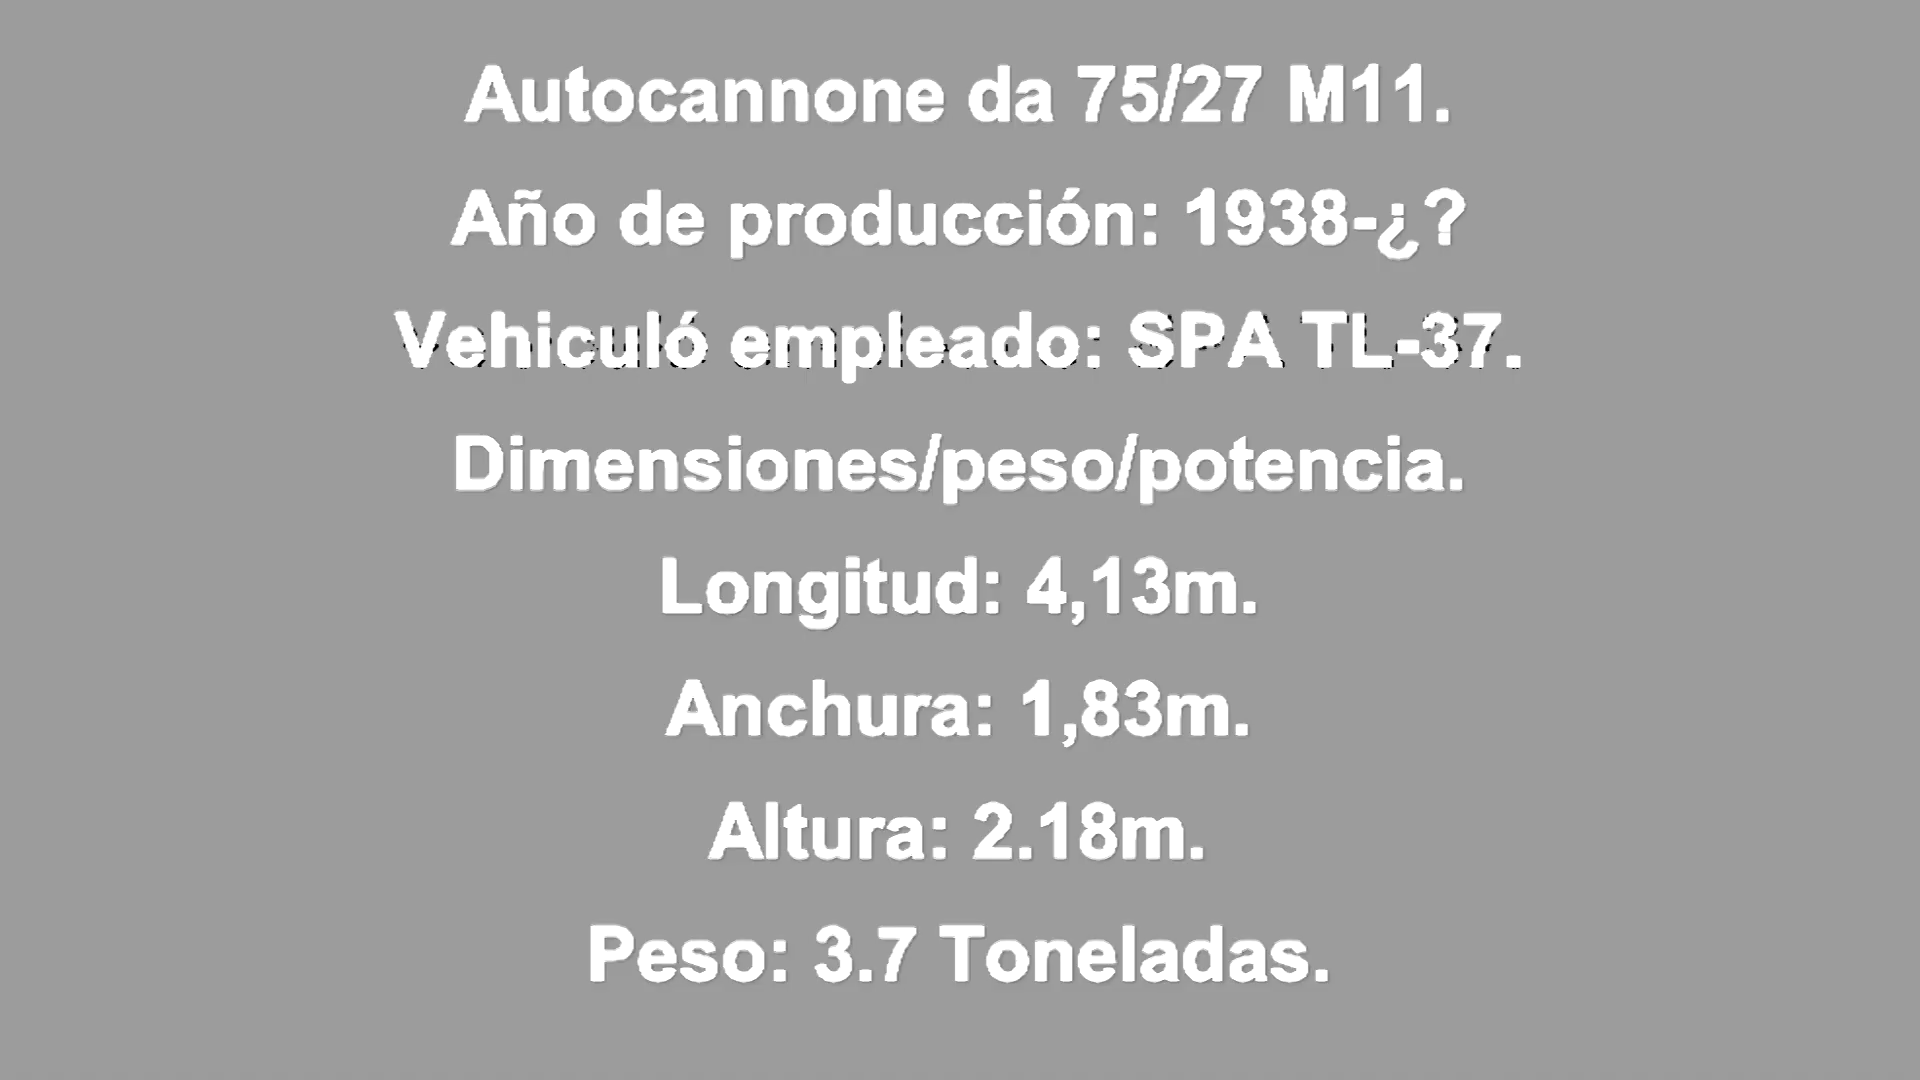 Autocannone da 75/27 M11.
Año de producción: 1938-¿?
Vehiculó empleado: SPA TL-37.
Dimensiones/peso/potencia.
Longitud: 4,13m.
Anchura: 1,83m.
Altura: 2.18m.
Peso: 3.7 Toneladas.